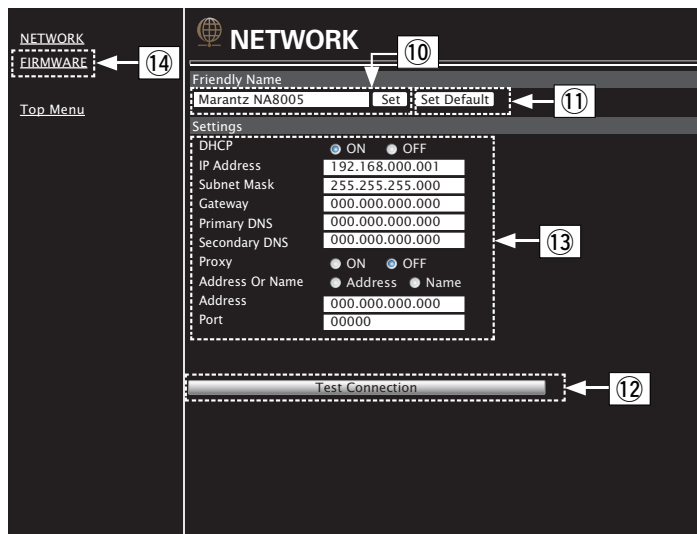 NETWORK
FIRMWARE
⑭
Top Menu
NETWORK
⑩
Friendly Name
Marantz NA8005 Set Set Default
⑪
Settings
DHCP ON OFF
IP Address 192.168.000.001
Subnet Mask 255.255.255.000
Gateway 000.000.000.000
Primary DNS 000.000.000.000
Secondary DNS 000.000.000.000
⑬
Proxy ON OFF
Address Or Name Address Name
Address 000.000.000.000
Port 00000
Test Connection
⑫